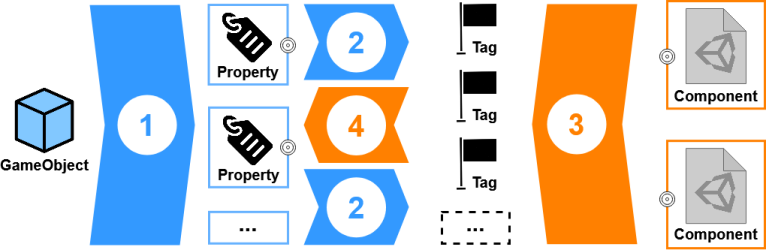 GameObject
1
Property
Property
...
2
4
2
Tag
Tag
Tag
...
3
Component
Component